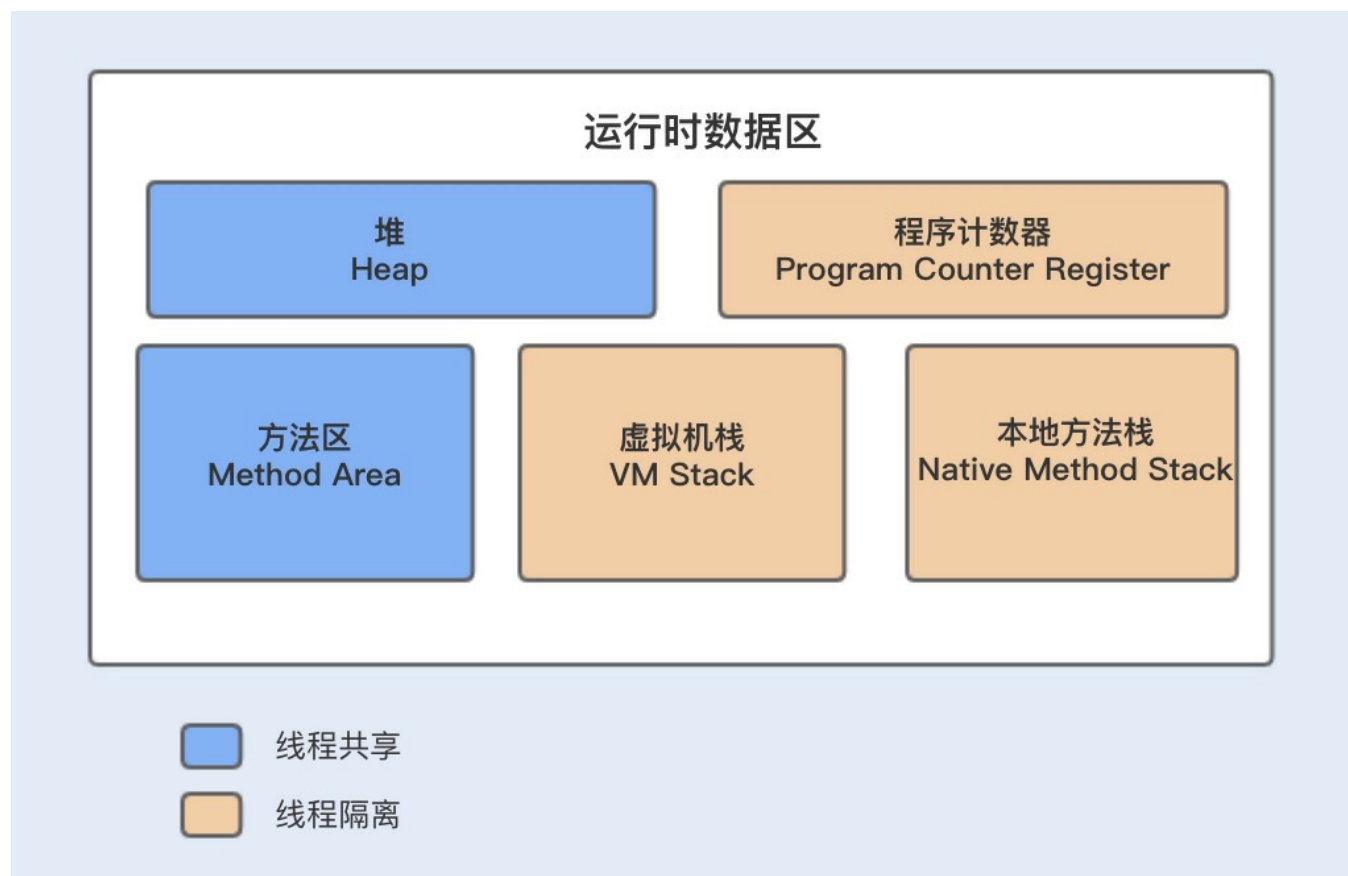 运行时数据区
堆
Heap
程序计数器
Program Counter Register
方法区
Method Area
虚拟机栈
VM Stack
本地方法栈
Native Method Stack
线程共享
线程隔离